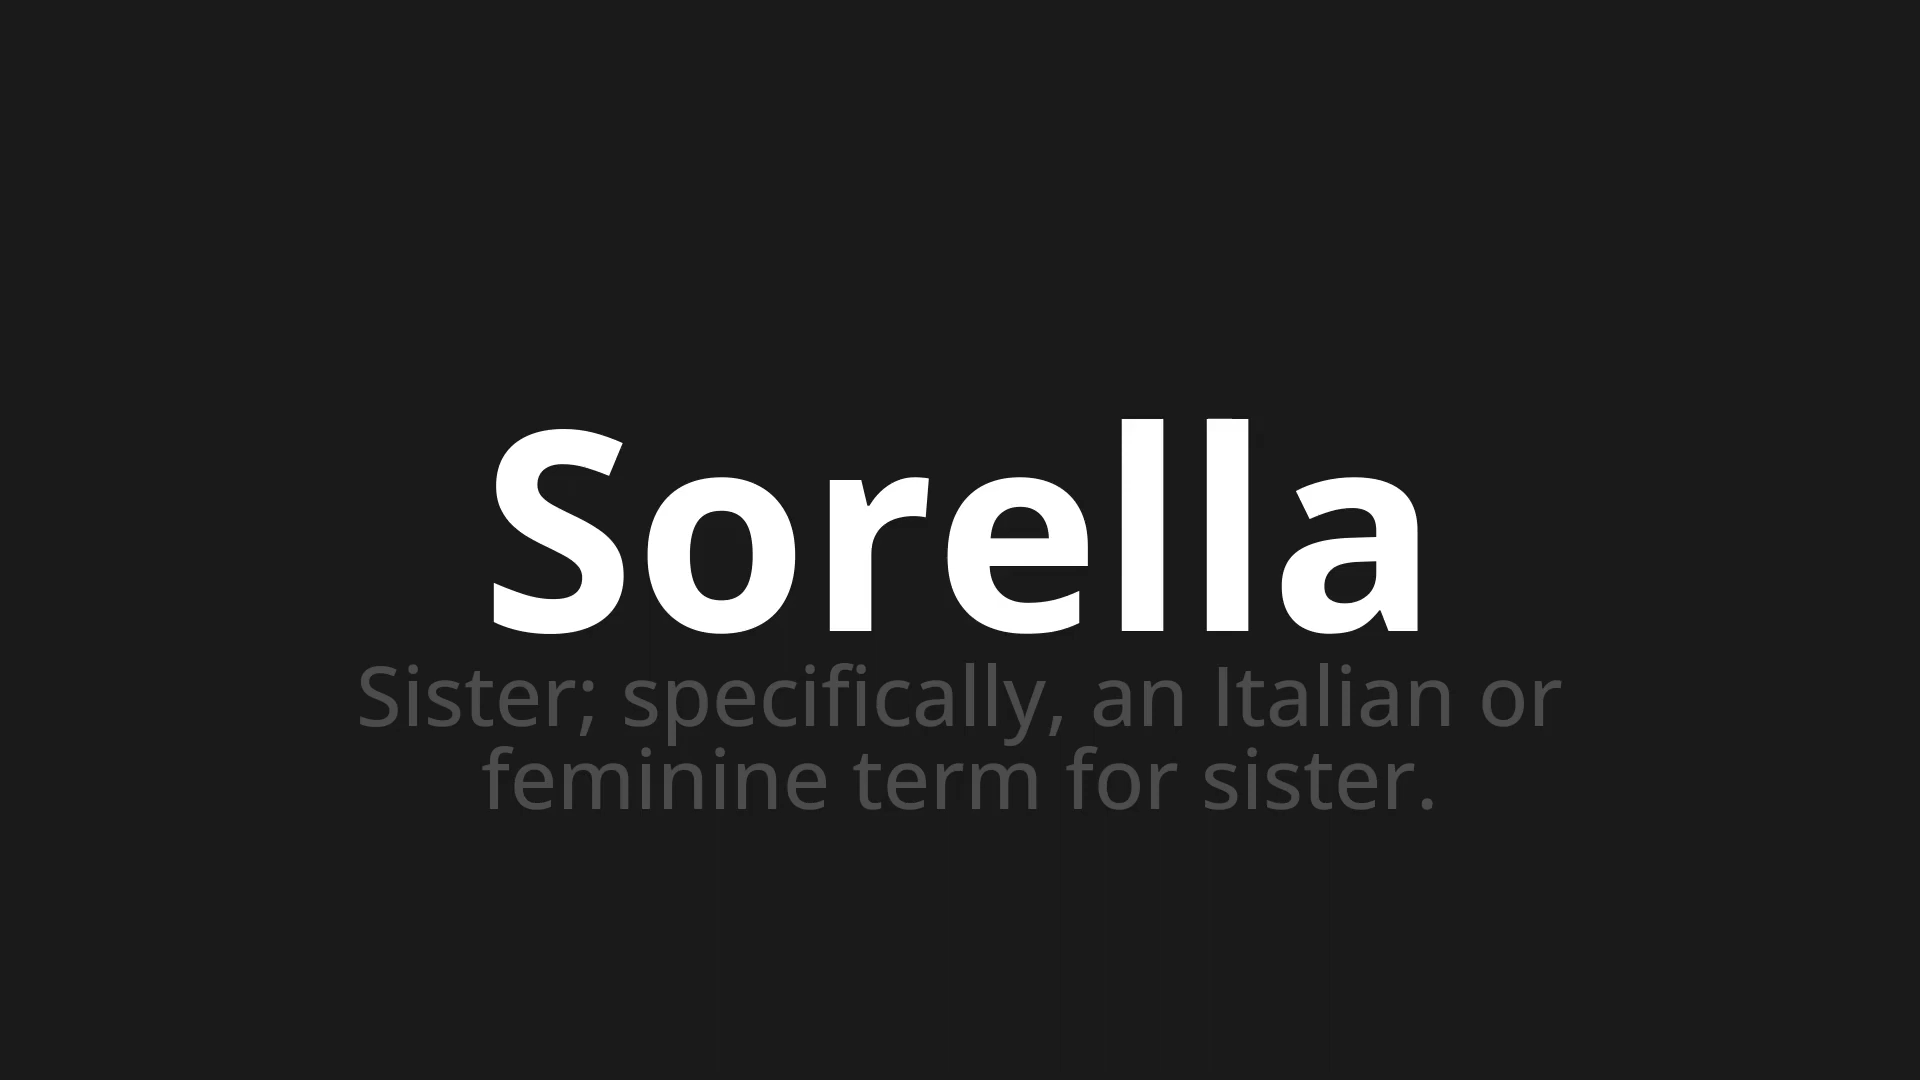 Sorella
Sister; specifically, an Italian or
feminine term for sister.